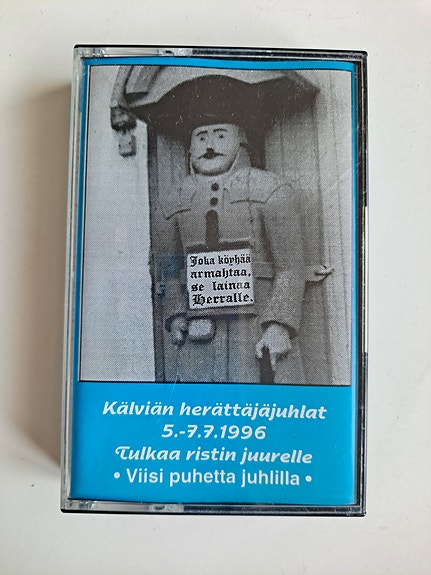 Joka köyhää
armahtaa,
se lainaa
Herralle.
Kälviän herättäjäjuhlat
5.-7.7.1996
Tulkaa ristin juurelle
• Viisi puhetta juhlilla •